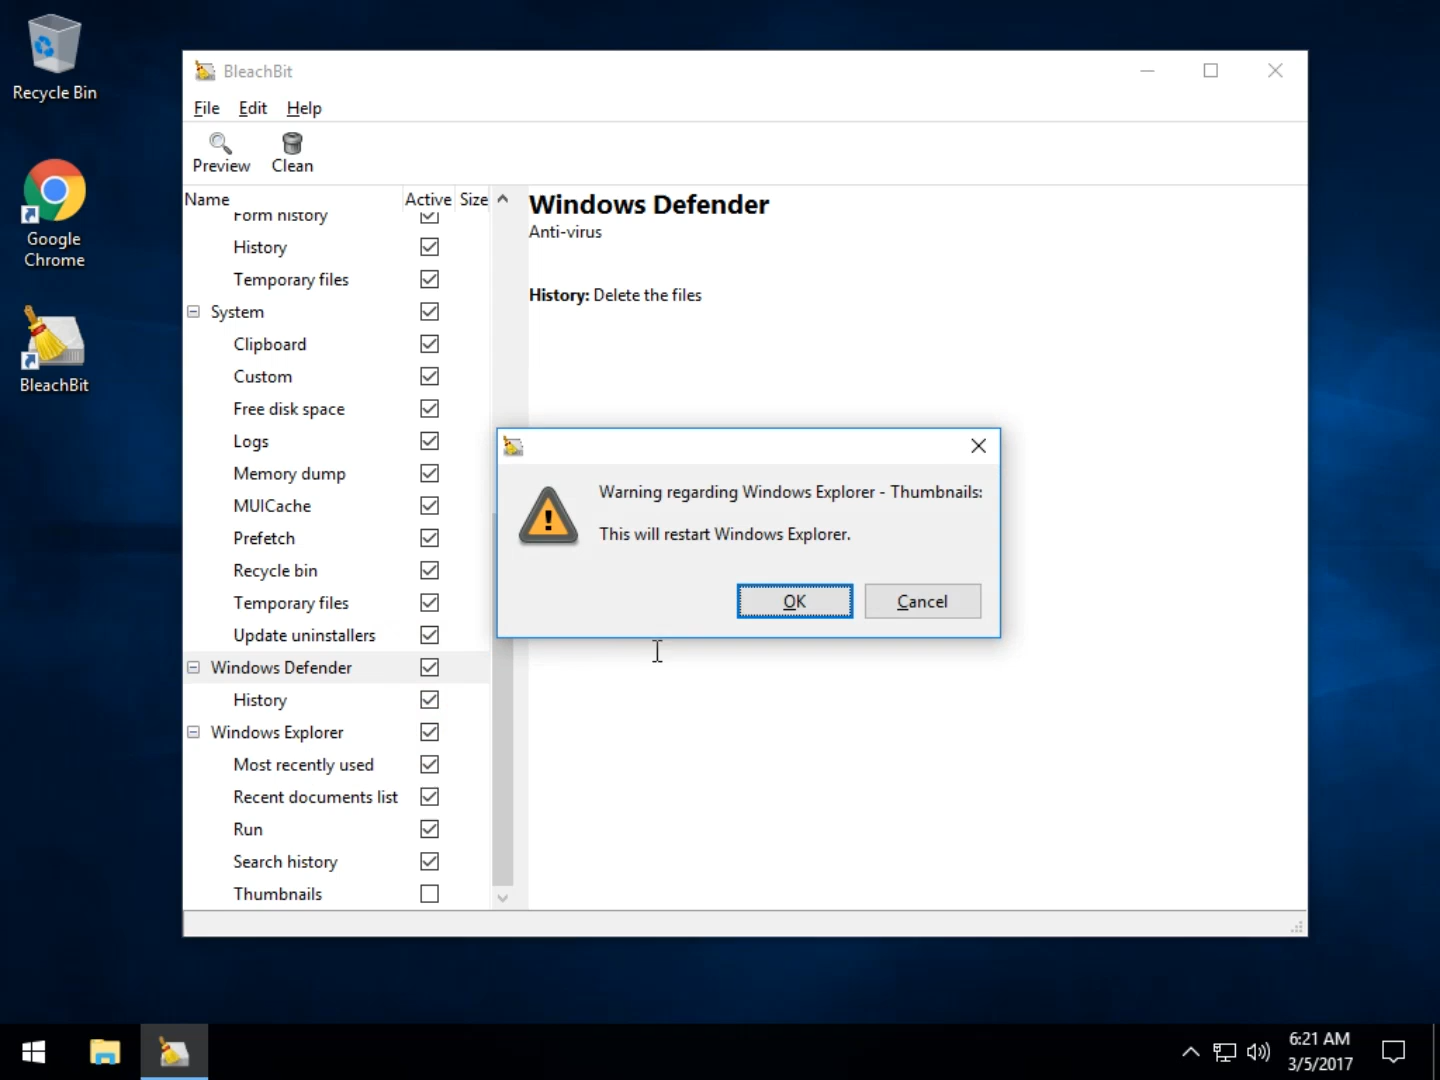 Recycle Bin
Google
Chrome
BleachBit
BleachBit
File Edit Help
Preview Clean
Name Active Size
Form history
History
Temporary files
System
Clipboard
Custom
Free disk space
Logs
Memory dump
MUICache
Prefetch
Recycle bin
Temporary files
Update uninstallers
Windows Defender
History
Windows Explorer
Most recently used
Recent documents list
Run
Search history
Thumbnails
Windows Defender
Anti-virus
History: Delete the files
Warning regarding Windows Explorer - Thumbnails:
This will restart Windows Explorer.
OK Cancel
6:21 AM
3/5/2017